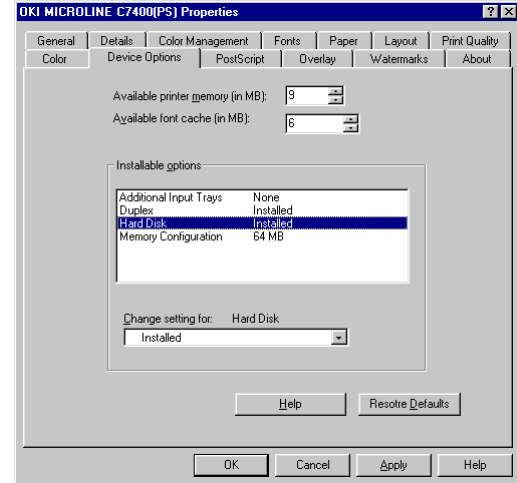 OKI MICROLINE C7400(PS) Properties
General Details Color Management Fonts Paper Layout Print Quality
Color Device Options PostScript Overlay Watermarks About
Available printer memory (in MB): 9
Available font cache (in MB): 6
Installable options
Additional Input Trays None
Duplex Installed
Hard Disk Installed
Memory Configuration 64 MB
Change setting for: Hard Disk
Installed
Help Resotre Defaults
OK Cancel Apply Help